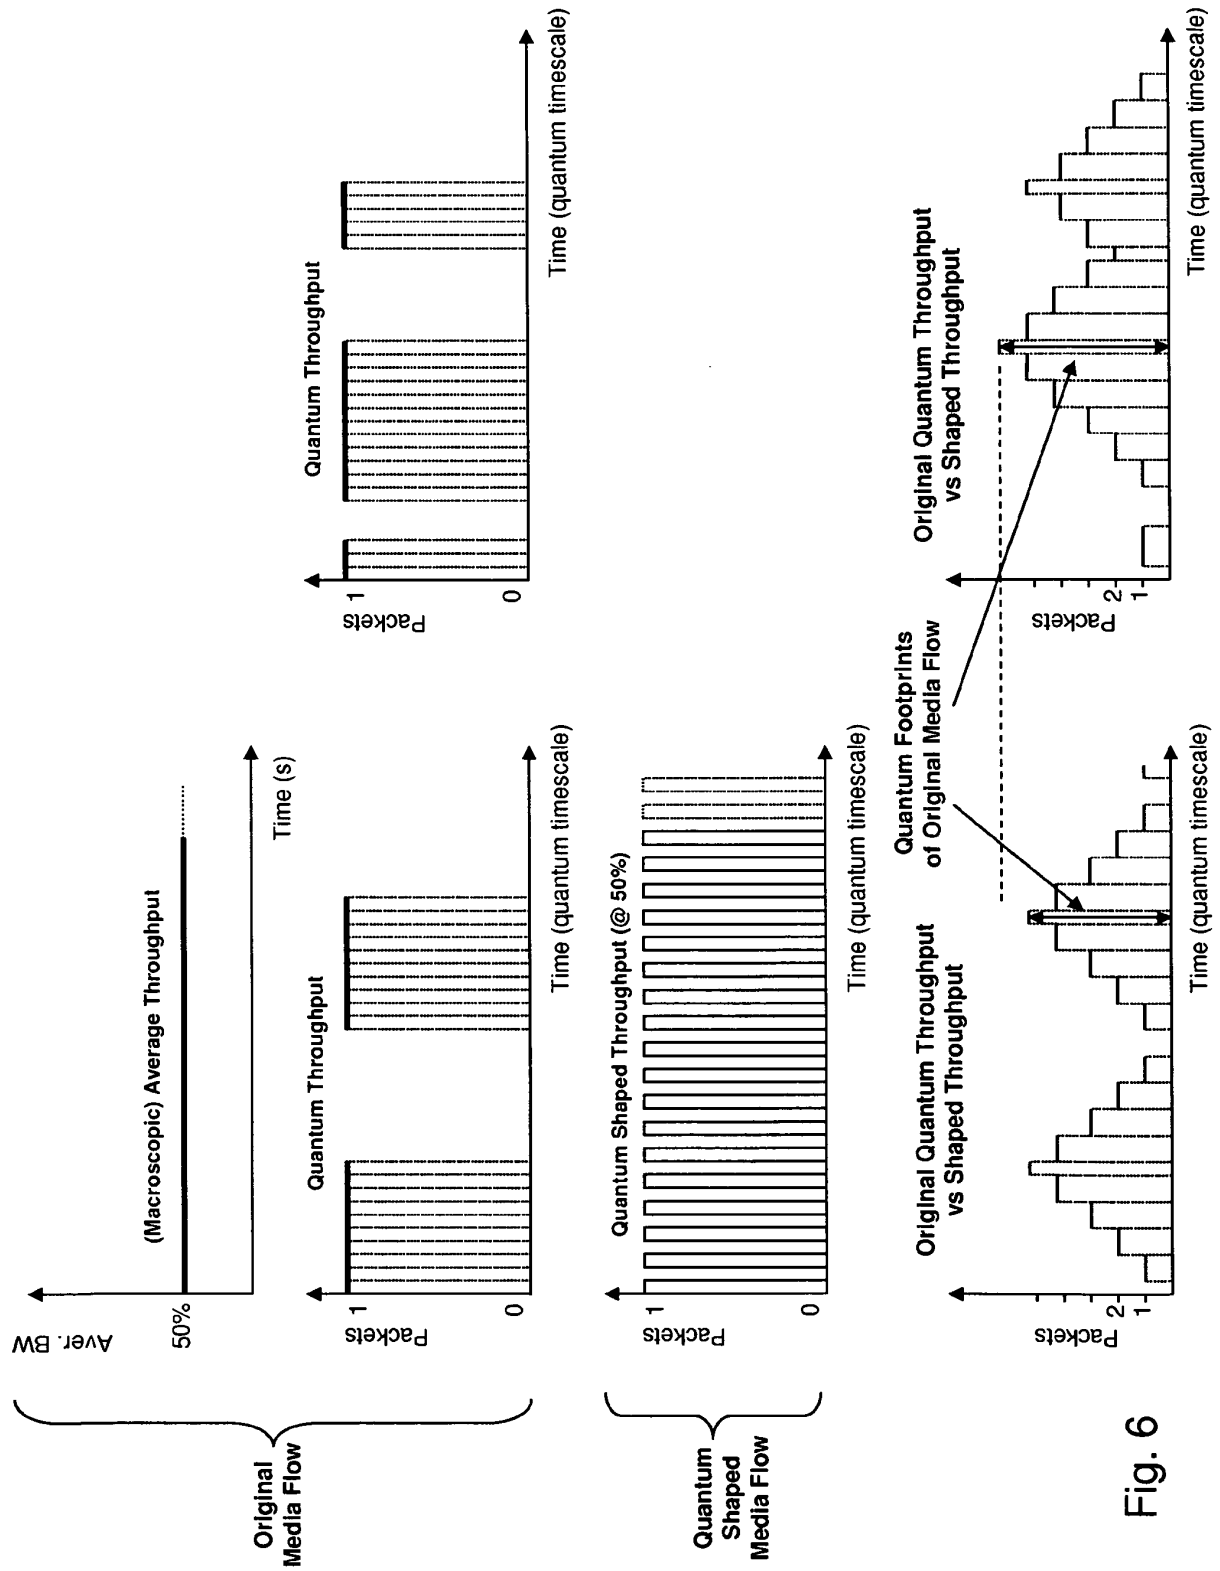 Original
Media Flow
Aver. BW
50%
(Macroscopic) Average Throughput
Time (s)
Packets
1
0
Quantum Throughput
Time (quantum timescale)
Packets
1
0
Quantum Throughput
Time (quantum timescale)
Quantum
Shaped
Media Flow
Packets
1
0
Quantum Shaped Throughput (@ 50%)
Time (quantum timescale)
Packets
2
1
Original Quantum Throughput
vs Shaped Throughput
Time (quantum timescale)
Quantum Footprints
of Original Media Flow
Packets
2
1
Original Quantum Throughput
vs Shaped Throughput
Time (quantum timescale)
Fig. 6